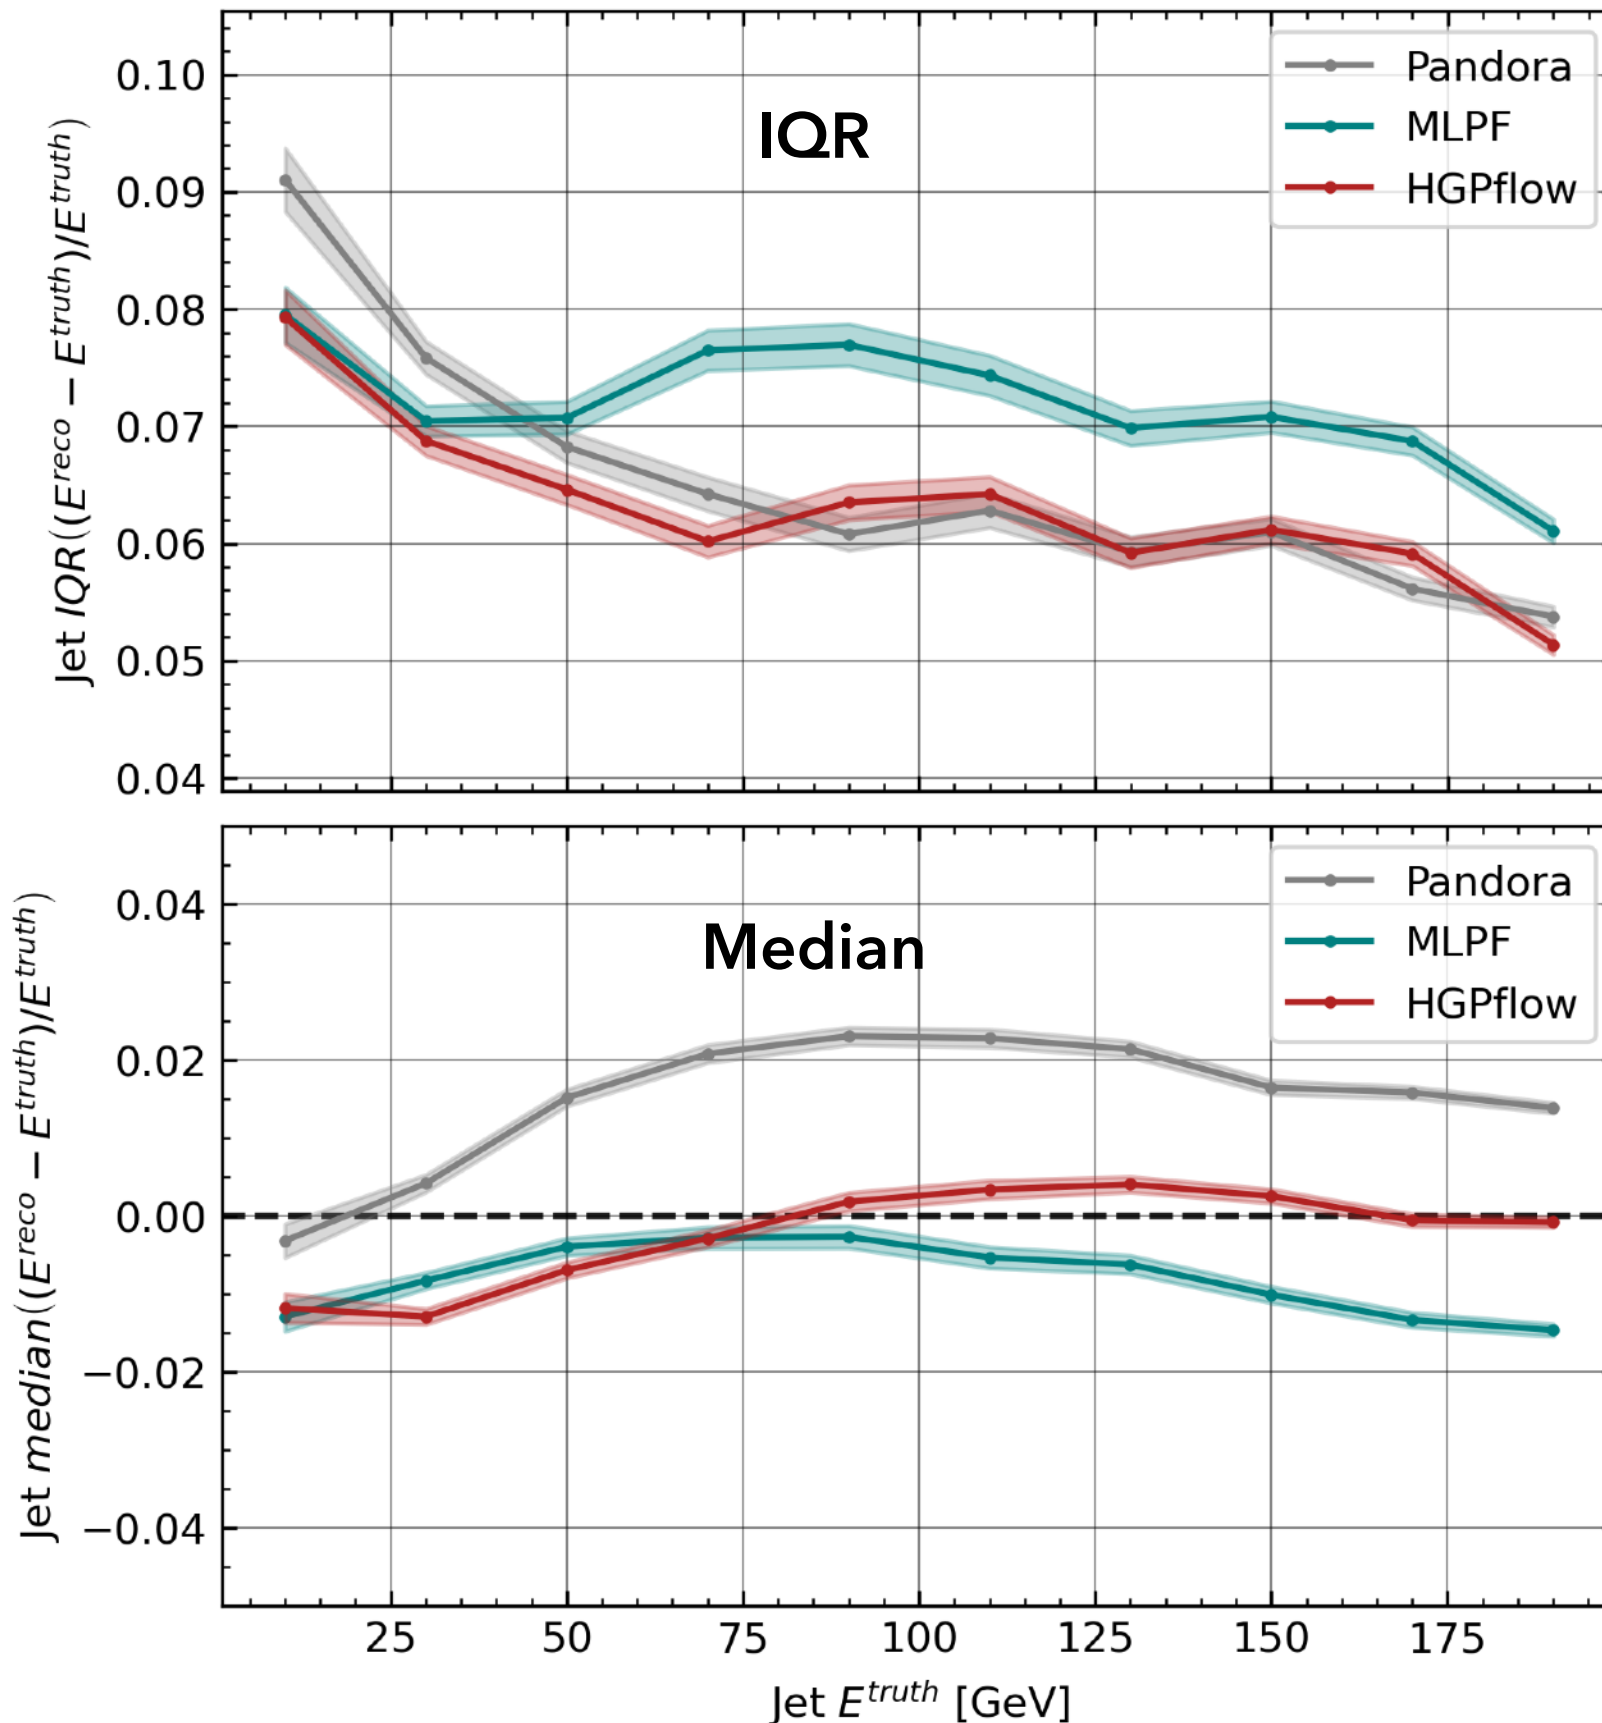 IQR
Pandora
MLPF
HGPflow
0.10
0.09
0.08
0.07
0.06
0.05
0.04
Jet IQR((E^reco − E^truth)/E^truth)
Median
Pandora
MLPF
HGPflow
0.04
0.02
0.00
−0.02
−0.04
Jet median((E^reco − E^truth)/E^truth)
25 50 75 100 125 150 175
Jet E^truth [GeV]